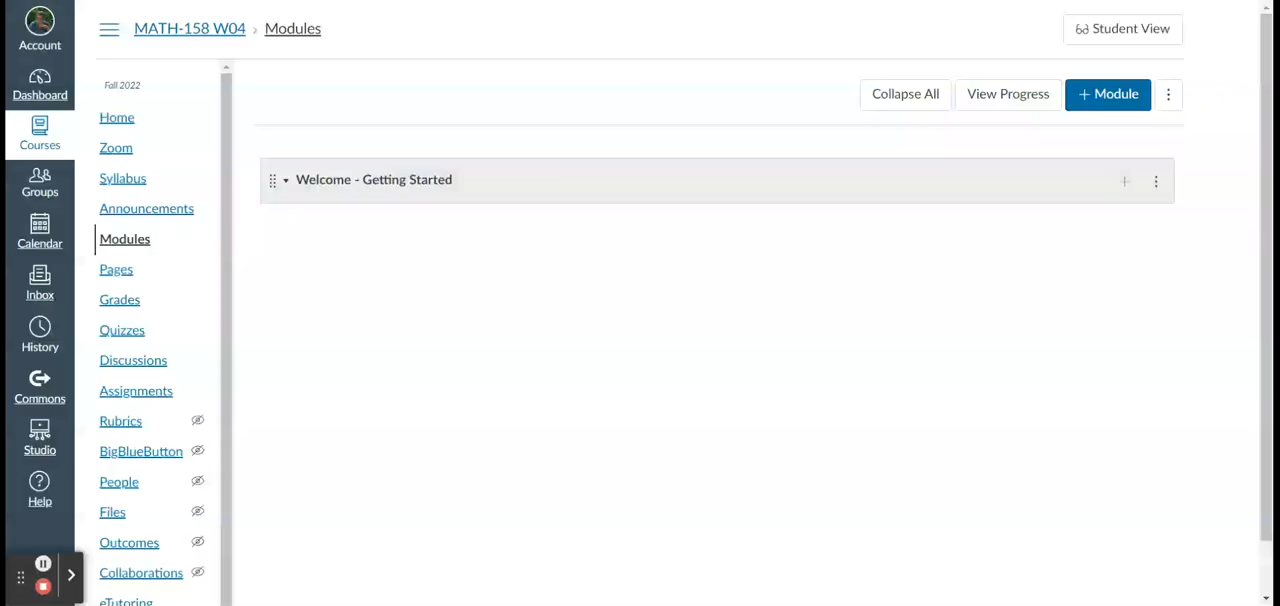 Account
Dashboard
Courses
Groups
Calendar
Inbox
History
Commons
Studio
Help
MATH-158 W04 › Modules
Student View
Fall 2022
Home
Zoom
Syllabus
Announcements
Modules
Pages
Grades
Quizzes
Discussions
Assignments
Rubrics
BigBlueButton
People
Files
Outcomes
Collaborations
eTutoring
Collapse All
View Progress
+ Module
Welcome - Getting Started